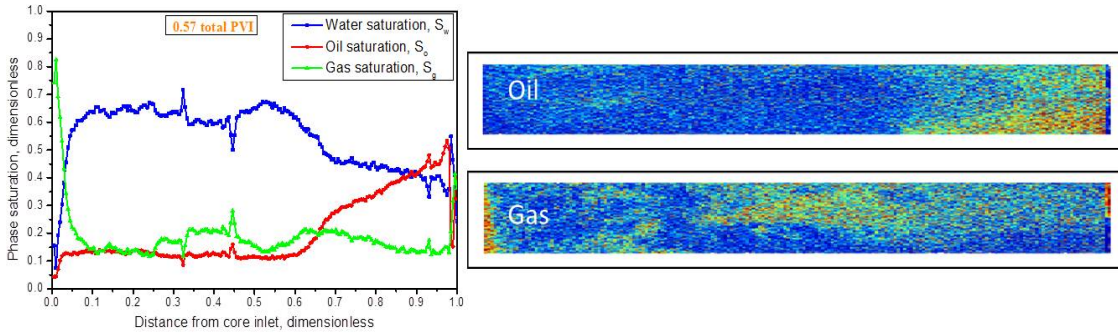 0.57 total PVI
Water saturation, S_w
Oil saturation, S_o
Gas saturation, S_g
Phase saturation, dimensionless
1.0
0.9
0.8
0.7
0.6
0.5
0.4
0.3
0.2
0.1
0.0
0.0 0.1 0.2 0.3 0.4 0.5 0.6 0.7 0.8 0.9 1.0
Distance from core inlet, dimensionless
Oil
Gas